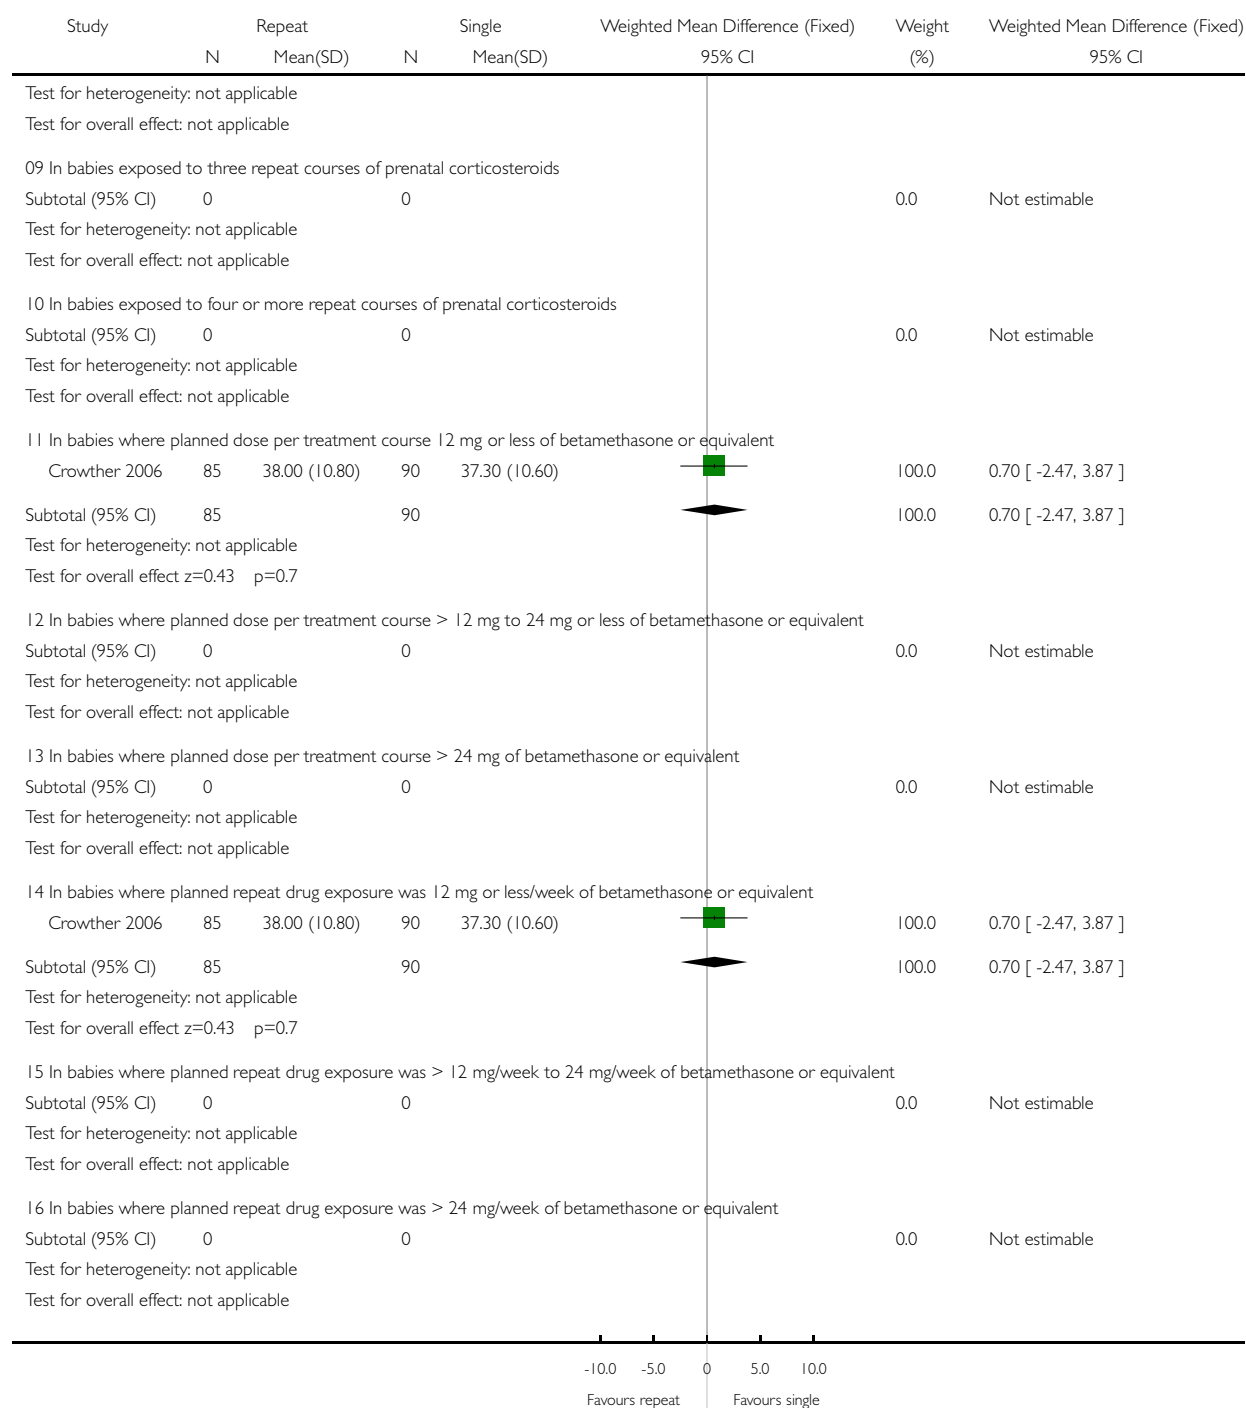 Study Repeat Single Weighted Mean Difference (Fixed) Weight Weighted Mean Difference (Fixed)
N Mean(SD) N Mean(SD) 95% CI (%) 95% CI
Test for heterogeneity: not applicable
Test for overall effect: not applicable
09 In babies exposed to three repeat courses of prenatal corticosteroids
Subtotal (95% CI) 0 0 0.0 Not estimable
Test for heterogeneity: not applicable
Test for overall effect: not applicable
10 In babies exposed to four or more repeat courses of prenatal corticosteroids
Subtotal (95% CI) 0 0 0.0 Not estimable
Test for heterogeneity: not applicable
Test for overall effect: not applicable
11 In babies where planned dose per treatment course 12 mg or less of betamethasone or equivalent
Crowther 2006 85 38.00 (10.80) 90 37.30 (10.60) 100.0 0.70 [ -2.47, 3.87 ]
Subtotal (95% CI) 85 90 100.0 0.70 [ -2.47, 3.87 ]
Test for heterogeneity: not applicable
Test for overall effect z=0.43 p=0.7
12 In babies where planned dose per treatment course > 12 mg to 24 mg or less of betamethasone or equivalent
Subtotal (95% CI) 0 0 0.0 Not estimable
Test for heterogeneity: not applicable
Test for overall effect: not applicable
13 In babies where planned dose per treatment course > 24 mg of betamethasone or equivalent
Subtotal (95% CI) 0 0 0.0 Not estimable
Test for heterogeneity: not applicable
Test for overall effect: not applicable
14 In babies where planned repeat drug exposure was 12 mg or less/week of betamethasone or equivalent
Crowther 2006 85 38.00 (10.80) 90 37.30 (10.60) 100.0 0.70 [ -2.47, 3.87 ]
Subtotal (95% CI) 85 90 100.0 0.70 [ -2.47, 3.87 ]
Test for heterogeneity: not applicable
Test for overall effect z=0.43 p=0.7
15 In babies where planned repeat drug exposure was > 12 mg/week to 24 mg/week of betamethasone or equivalent
Subtotal (95% CI) 0 0 0.0 Not estimable
Test for heterogeneity: not applicable
Test for overall effect: not applicable
16 In babies where planned repeat drug exposure was > 24 mg/week of betamethasone or equivalent
Subtotal (95% CI) 0 0 0.0 Not estimable
Test for heterogeneity: not applicable
Test for overall effect: not applicable
-10.0 -5.0 0 5.0 10.0
Favours repeat Favours single